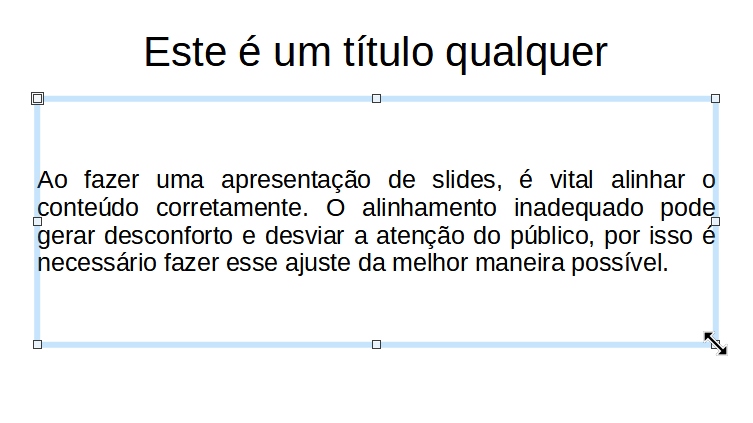 Este é um título qualquer
Ao fazer uma apresentação de slides, é vital alinhar o
conteúdo corretamente. O alinhamento inadequado pode
gerar desconforto e desviar a atenção do público, por isso é
necessário fazer esse ajuste da melhor maneira possível.